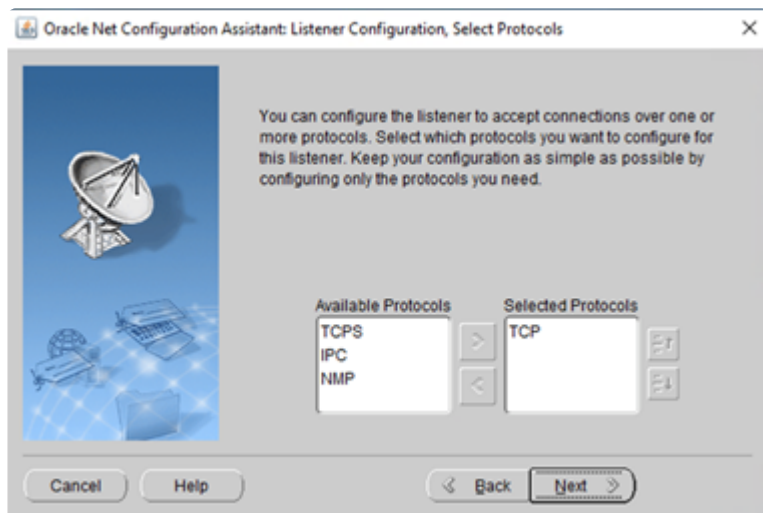 Oracle Net Configuration Assistant: Listener Configuration, Select Protocols
You can configure the listener to accept connections over one or
more protocols. Select which protocols you want to configure for
this listener. Keep your configuration as simple as possible by
configuring only the protocols you need.
Available Protocols
TCPS
IPC
NMP
Selected Protocols
TCP
Cancel
Help
Back
Next